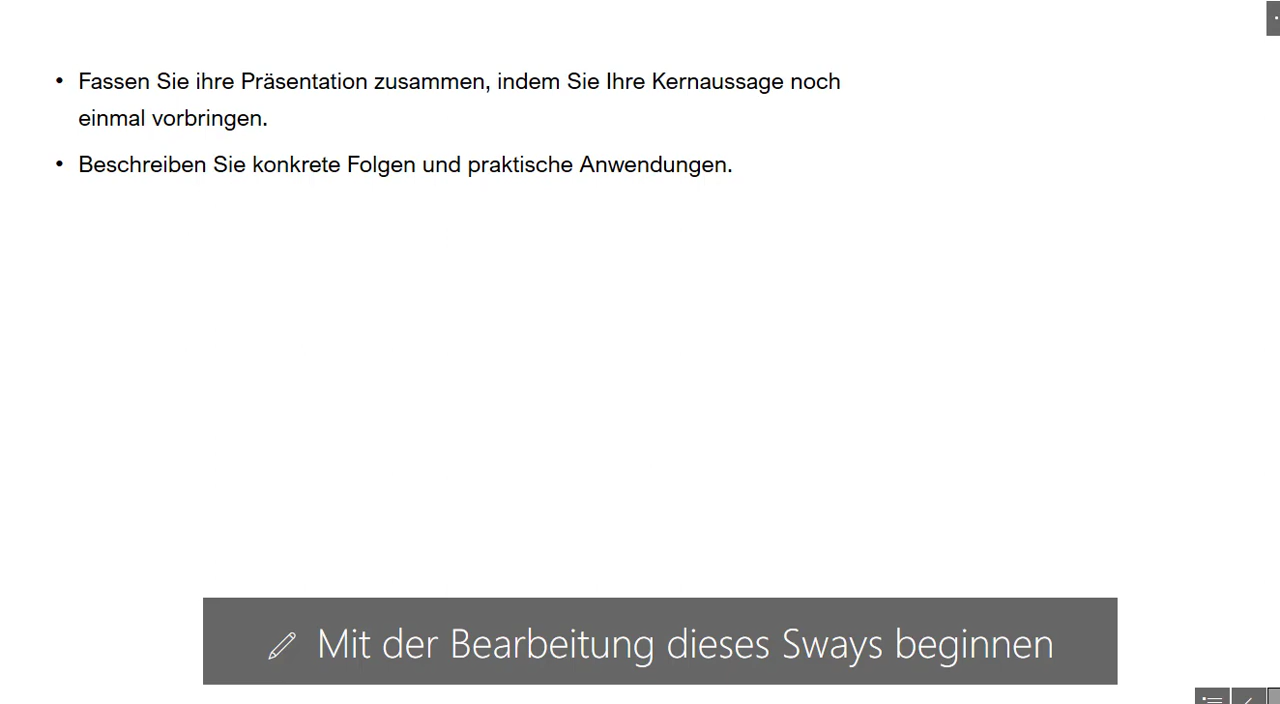 • Fassen Sie ihre Präsentation zusammen, indem Sie Ihre Kernaussage noch
einmal vorbringen.
• Beschreiben Sie konkrete Folgen und praktische Anwendungen.
Mit der Bearbeitung dieses Sways beginnen